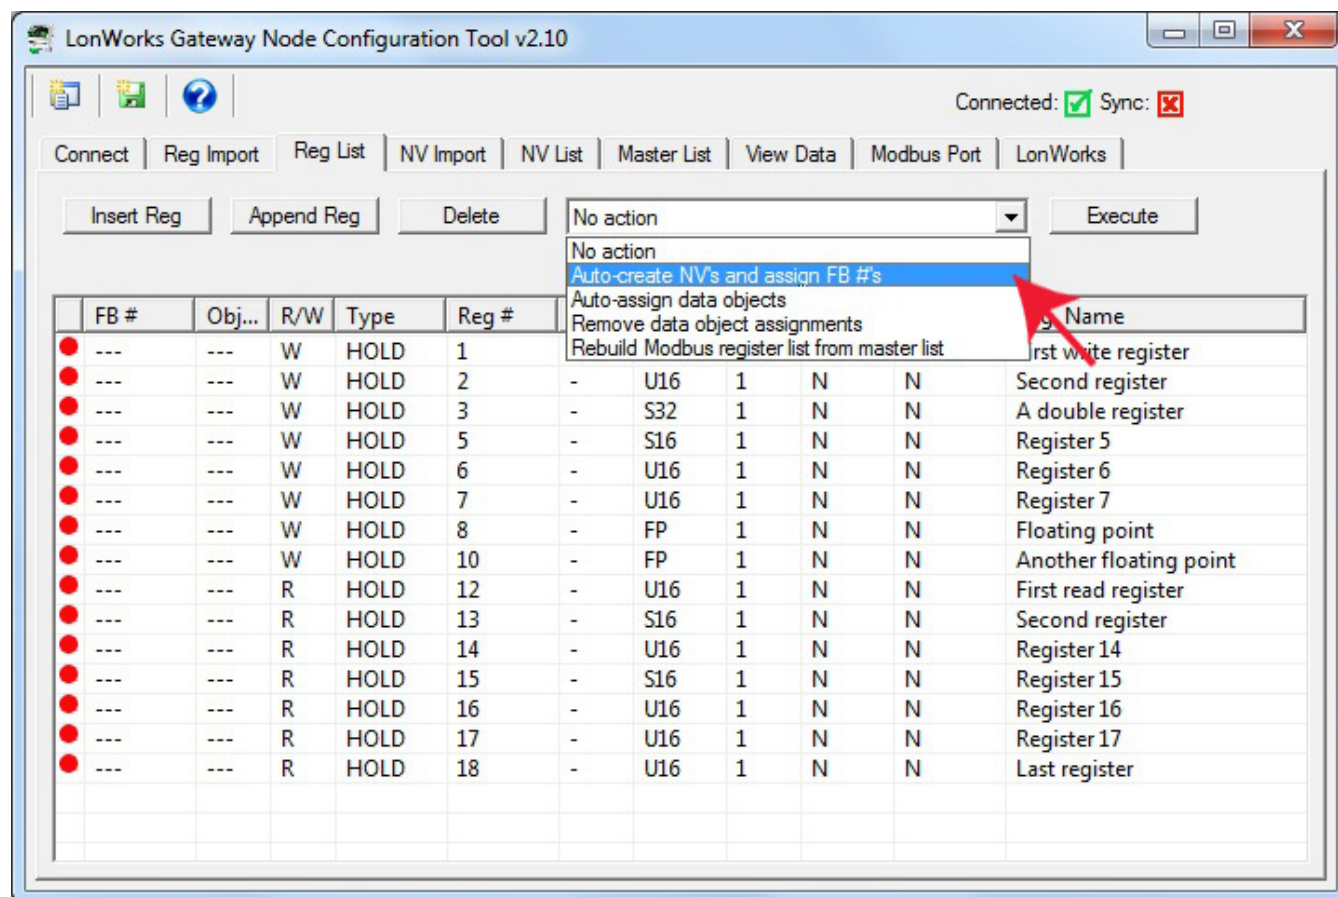 LonWorks Gateway Node Configuration Tool v2.10
Connected: Sync:
Connect Reg Import Reg List NV Import NV List Master List View Data Modbus Port LonWorks
Insert Reg Append Reg Delete No action Execute
No action
Auto-create NV's and assign FB #'s
Auto-assign data objects
Remove data object assignments
Rebuild Modbus register list from master list
FB # Obj... R/W Type Reg # Name
--- --- W HOLD 1 write register
--- --- W HOLD 2 - U16 1 N N Second register
--- --- W HOLD 3 - S32 1 N N A double register
--- --- W HOLD 5 - S16 1 N N Register 5
--- --- W HOLD 6 - U16 1 N N Register 6
--- --- W HOLD 7 - U16 1 N N Register 7
--- --- W HOLD 8 - FP 1 N N Floating point
--- --- W HOLD 10 - FP 1 N N Another floating point
--- --- R HOLD 12 - U16 1 N N First read register
--- --- R HOLD 13 - S16 1 N N Second register
--- --- R HOLD 14 - U16 1 N N Register 14
--- --- R HOLD 15 - S16 1 N N Register 15
--- --- R HOLD 16 - U16 1 N N Register 16
--- --- R HOLD 17 - U16 1 N N Register 17
--- --- R HOLD 18 - U16 1 N N Last register